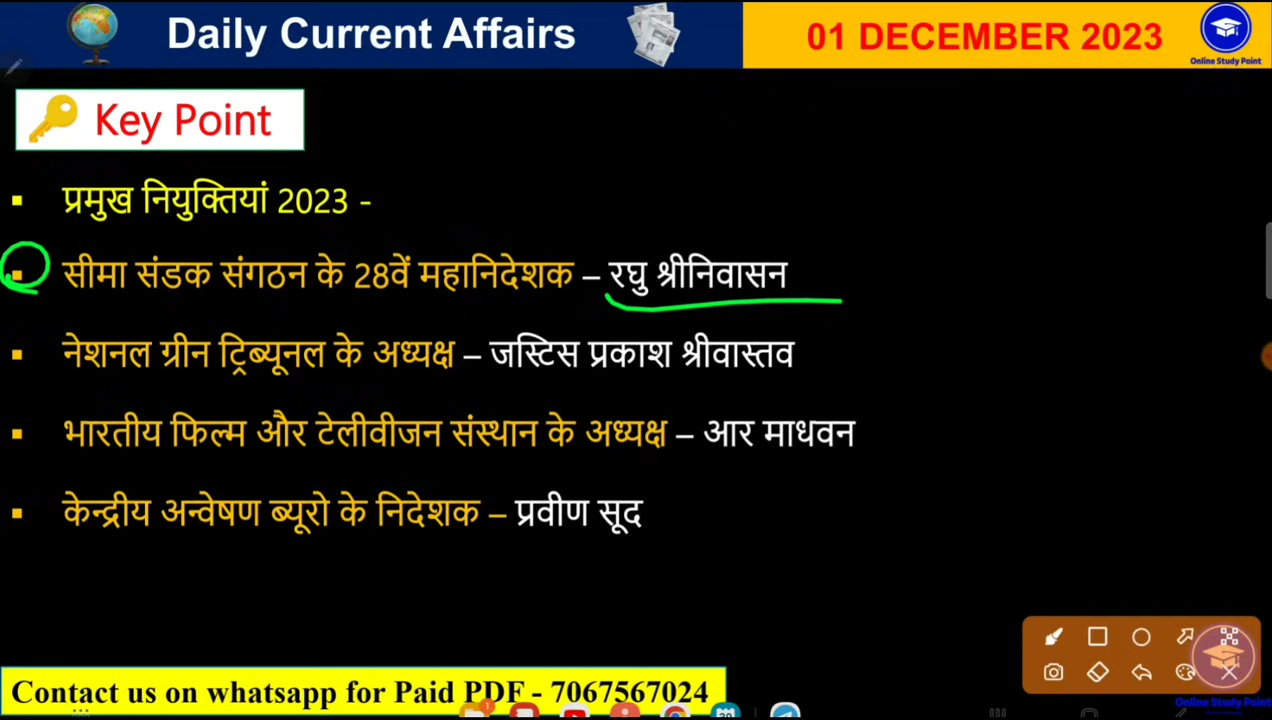 Daily Current Affairs
01 DECEMBER 2023
Online Study Point
Key Point
प्रमुख नियुक्तियां 2023 -
सीमा संडक संगठन के 28वें महानिदेशक – रघु श्रीनिवासन
नेशनल ग्रीन ट्रिब्यूनल के अध्यक्ष – जस्टिस प्रकाश श्रीवास्तव
भारतीय फिल्म और टेलीवीजन संस्थान के अध्यक्ष – आर माधवन
केन्द्रीय अन्वेषण ब्यूरो के निदेशक – प्रवीण सूद
Contact us on whatsapp for Paid PDF - 7067567024
Online Study Point